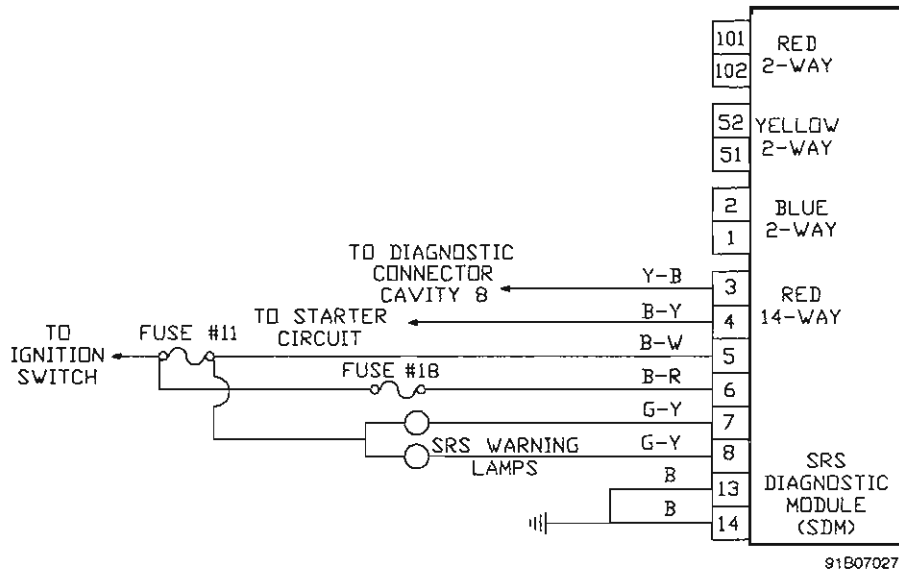 101
102
RED
2-WAY
52
51
YELLOW
2-WAY
2
1
BLUE
2-WAY
TO DIAGNOSTIC
CONNECTOR
CAVITY 8
Y-B
3
RED
14-WAY
TO STARTER
CIRCUIT
B-Y
4
TO
IGNITION
SWITCH
FUSE #11
B-W
5
FUSE #18
B-R
6
G-Y
7
SRS WARNING
LAMPS
G-Y
8
B
13
B
14
SRS
DIAGNOSTIC
MODULE
(SDM)
91B07027